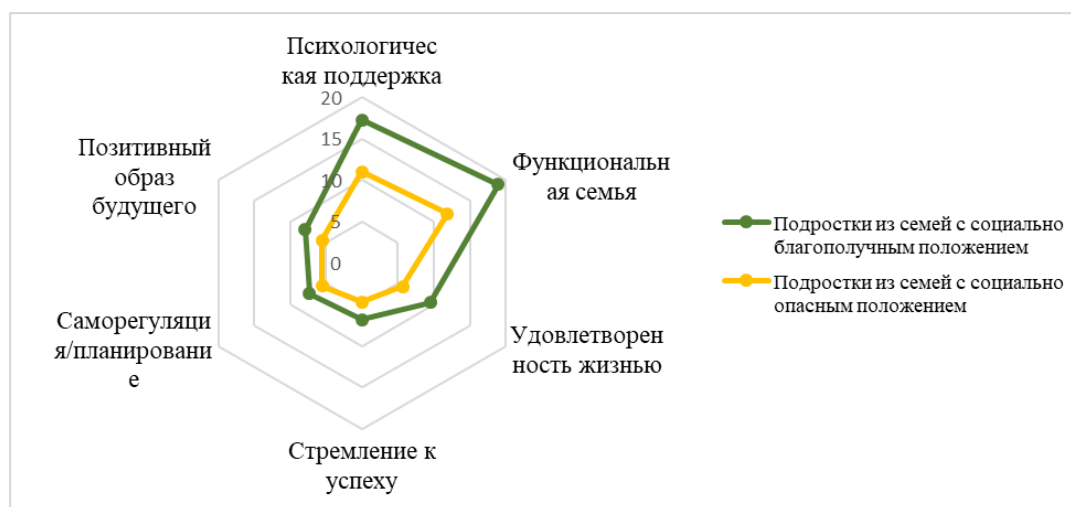 Психологичес
кая поддержка
20
15
10
5
0
Функциональн
ая семья
Удовлетворен
ность жизнью
Стремление к
успеху
Саморегуляци
я/планировани
е
Позитивный
образ
будущего
Подростки из семей с социально
благополучным положением
Подростки из семей с социально
опасным положением